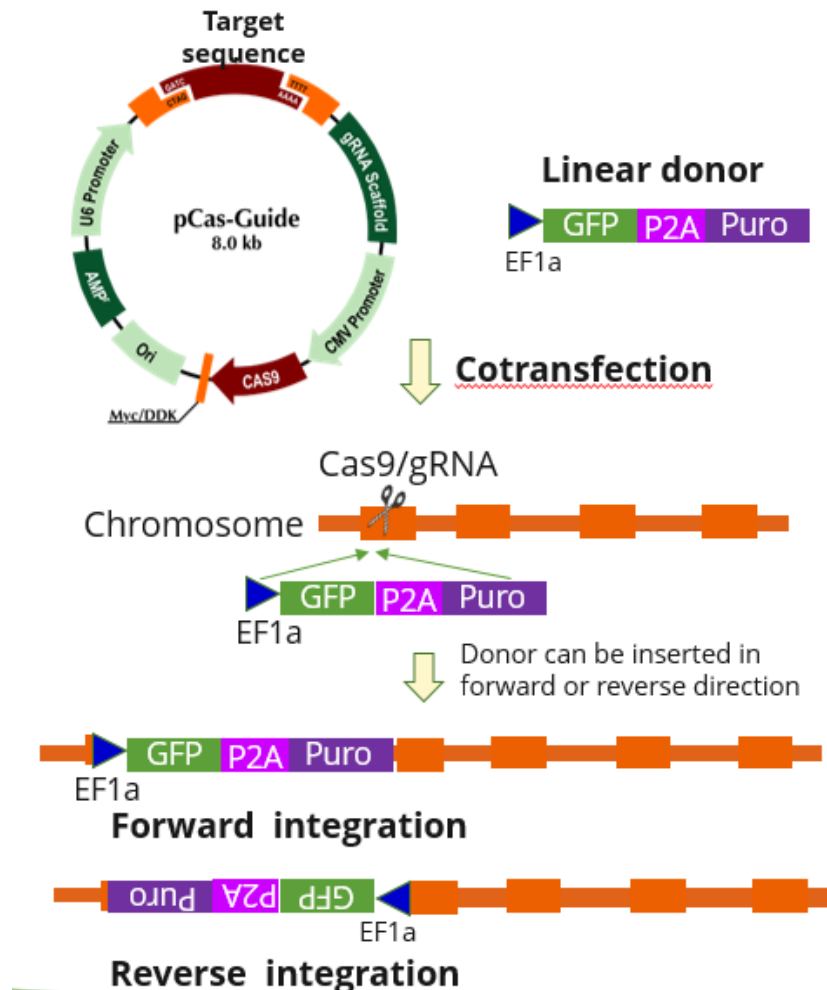 Target
sequence
GATC
CTAG
TTTT
AAAA
U6 Promoter
gRNA Scaffold
pCas-Guide
8.0 kb
AMPr
CMV Promoter
Ori
CAS9
Myc/DDK
Linear donor
GFP P2A Puro
EF1a
Cotransfection
Cas9/gRNA
Chromosome
GFP P2A Puro
EF1a
Donor can be inserted in
forward or reverse direction
GFP P2A Puro
EF1a
Forward integration
Puro P2A GFP
EF1a
Reverse integration